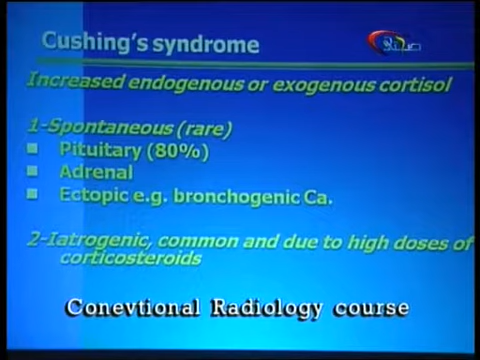 Cushing's syndrome
Increased endogenous or exogenous cortisol
1-Spontaneous (rare)
Pituitary (80%)
Adrenal
Ectopic e.g. bronchogenic Ca.
2-Iatrogenic, common and due to high doses of
corticosteroids
Conevtional Radiology course